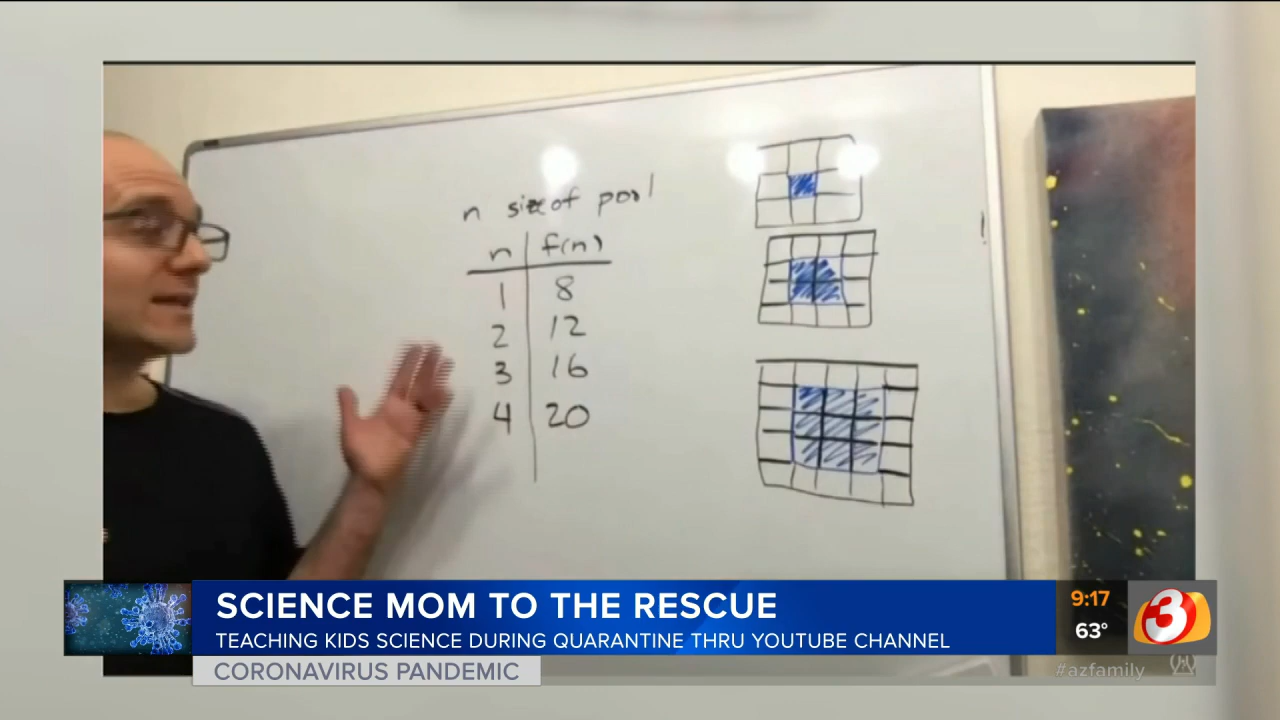 n size of pool
n f(n)
1 8
2 12
3 16
4 20
SCIENCE MOM TO THE RESCUE
TEACHING KIDS SCIENCE DURING QUARANTINE THRU YOUTUBE CHANNEL
CORONAVIRUS PANDEMIC
9:17
63°
3
#azfamily